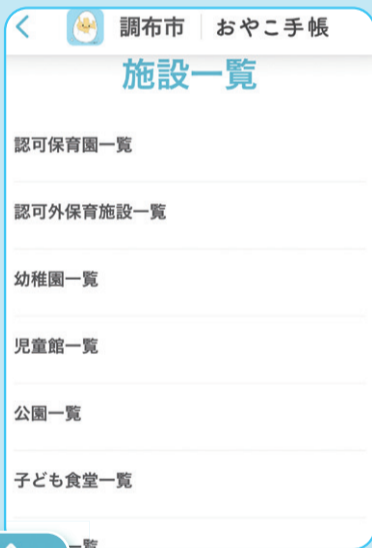 調布市 おやこ手帳
施設一覧
認可保育園一覧
認可外保育施設一覧
幼稚園一覧
児童館一覧
公園一覧
子ども食堂一覧
一覧